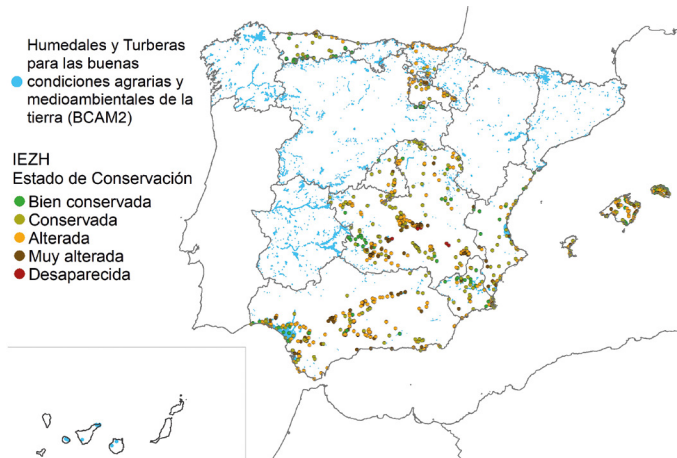 Humedales y Turberas
para las buenas
condiciones agrarias y
medioambientales de la
tierra (BCAM2)
IEZH
Estado de Conservación
Bien conservada
Conservada
Alterada
Muy alterada
Desaparecida